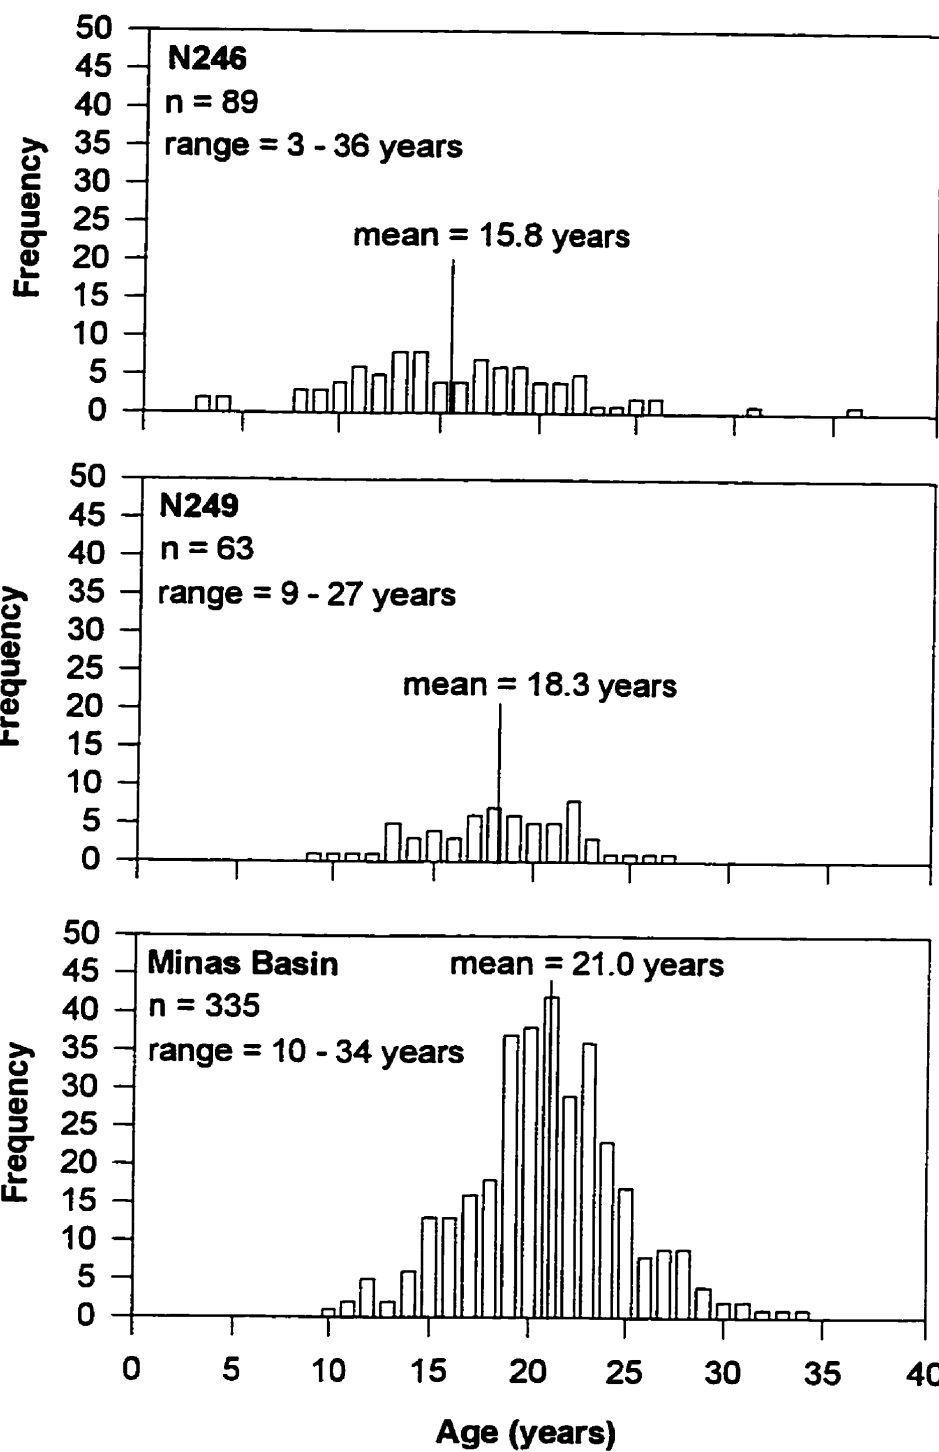 50
45
40
35
30
25
20
15
10
5
0
Frequency
N246
n = 89
range = 3 - 36 years
mean = 15.8 years
50
45
40
35
30
25
20
15
10
5
0
Frequency
N249
n = 63
range = 9 - 27 years
mean = 18.3 years
50
45
40
35
30
25
20
15
10
5
0
Frequency
Minas Basin
mean = 21.0 years
n = 335
range = 10 - 34 years
0 5 10 15 20 25 30 35 40
Age (years)